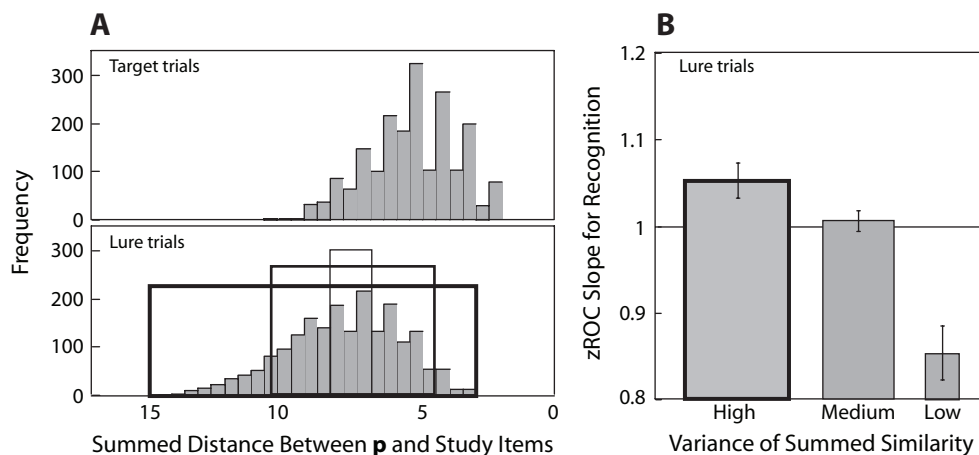 A
B
Target trials
300
200
100
0
Lure trials
300
200
100
0
Frequency
15
10
5
0
Summed Distance Between p and Study Items
1.2
Lure trials
1.1
1
0.9
0.8
zROC Slope for Recognition
High
Medium
Low
Variance of Summed Similarity